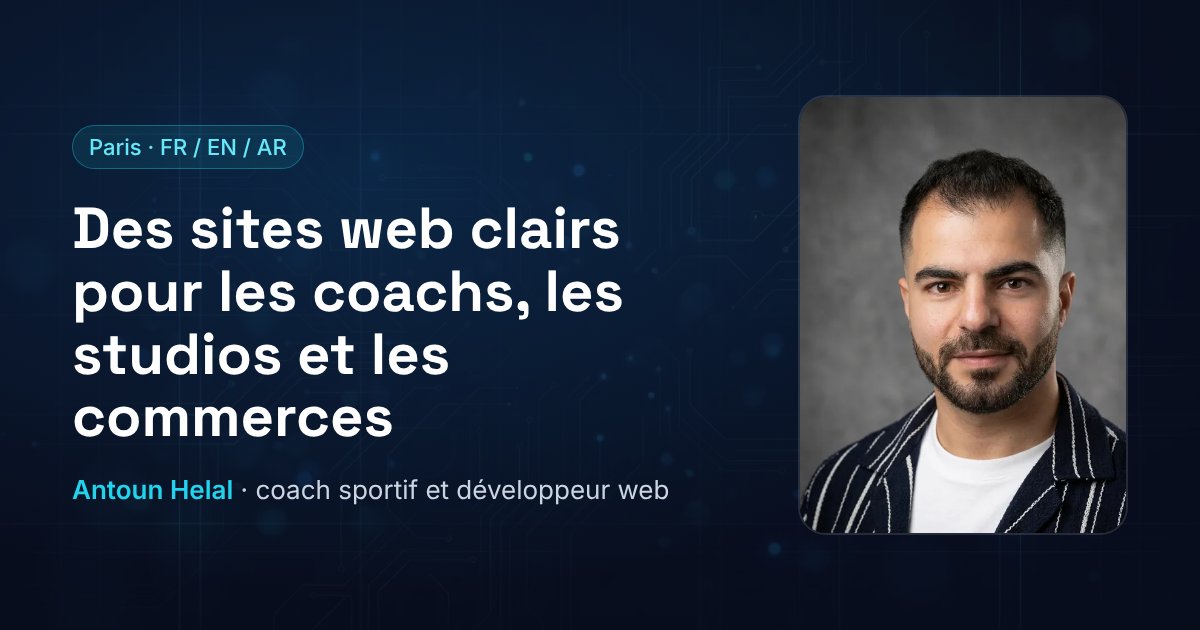 Paris · FR / EN / AR
Des sites web clairs
pour les coachs, les
studios et les
commerces
Antoun Helal · coach sportif et développeur web